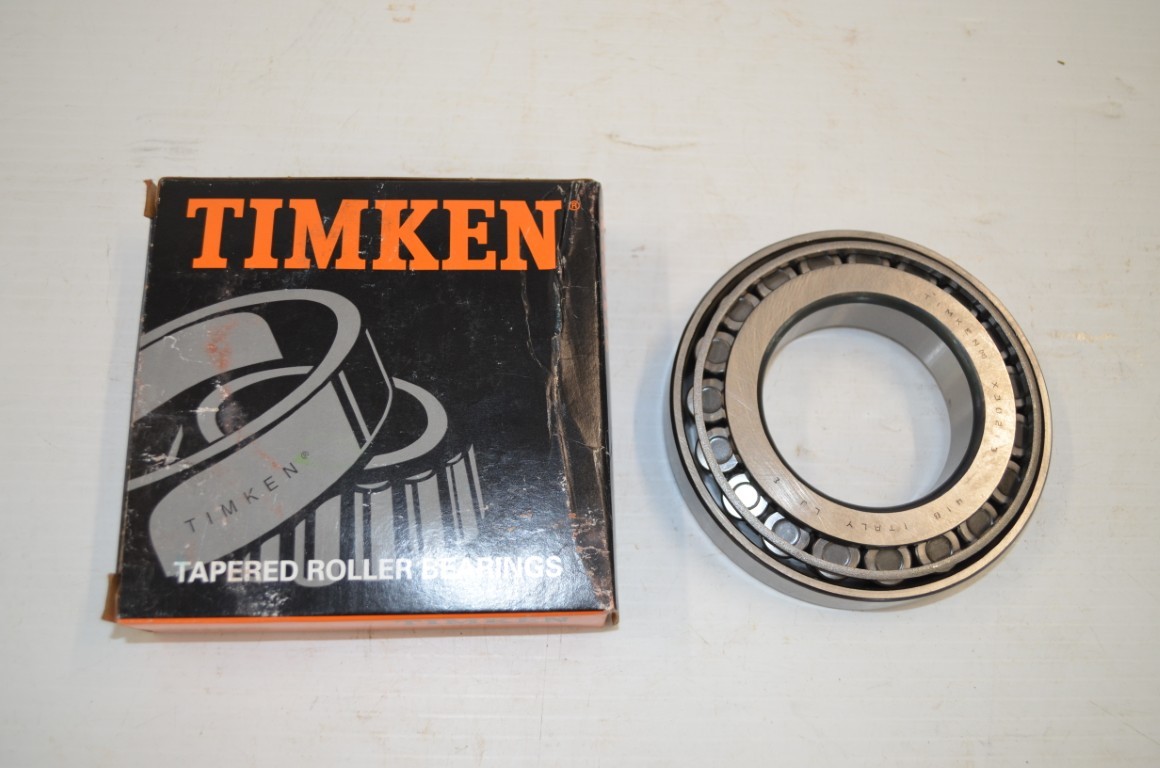 TIMKEN®
TIMKEN®
TAPERED ROLLER BEARINGS
TIMKEN®
ITALY